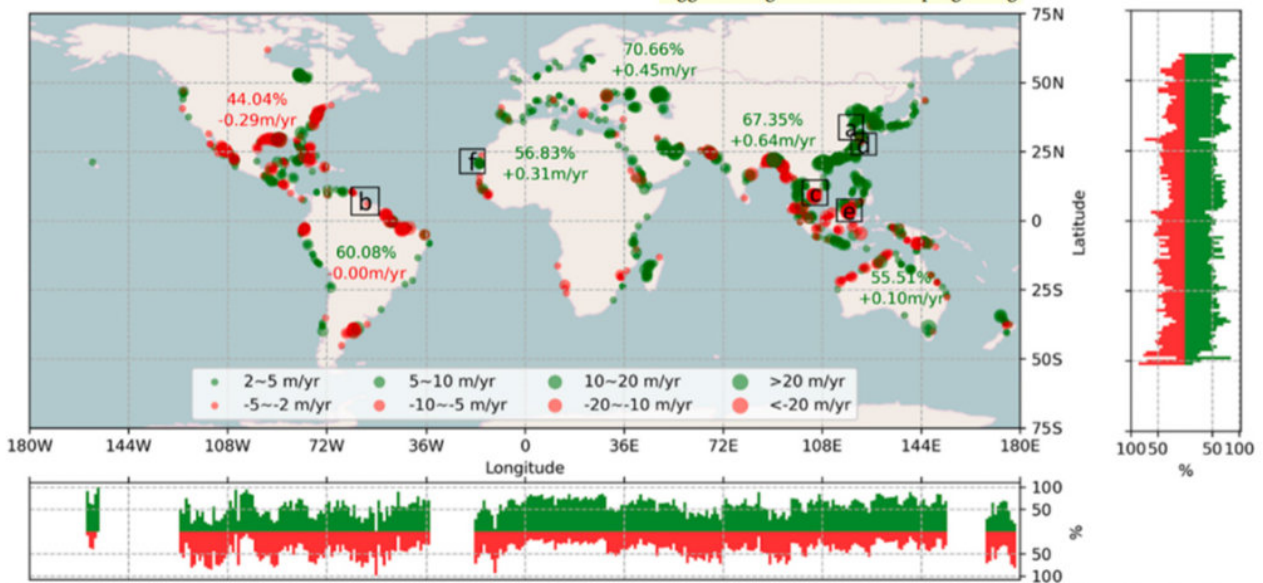 75N
50N
25N
0
25S
50S
75S
Latitude
70.66%
+0.45m/yr
44.04%
-0.29m/yr
67.35%
+0.64m/yr
56.83%
+0.31m/yr
60.08%
-0.00m/yr
55.51%
+0.10m/yr
a
d
f
b
c
e
2~5 m/yr 5~10 m/yr 10~20 m/yr >20 m/yr
-5~-2 m/yr -10~-5 m/yr -20~-10 m/yr <-20 m/yr
180W 144W 108W 72W 36W 0 36E 72E 108E 144E 180E
Longitude
100 50 50 100
%
100
50
50
100
%